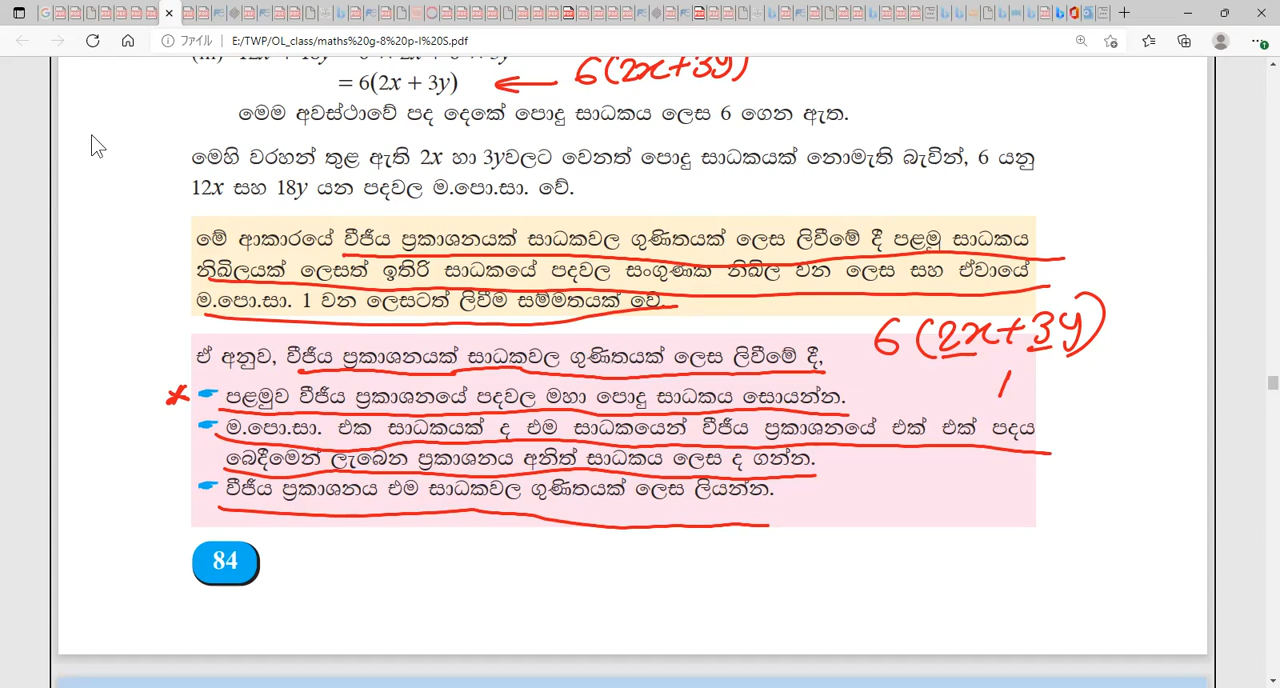 ファイル E:/TWP/OL_class/maths%20g-8%20p-I%20S.pdf
= 6(2x + 3y) 6(2x+3y)
මෙම අවස්ථාවේ පද දෙකේ පොදු සාධකය ලෙස 6 ගෙන ඇත.
මෙහි වරහන් තුළ ඇති 2x හා 3yවලට වෙනත් පොදු සාධකයක් නොමැති බැවින්, 6 යනු
12x සහ 18y යන පදවල ම.පො.සා. වේ.
මේ ආකාරයේ වීජීය ප්‍රකාශනයක් සාධකවල ගුණිතයක් ලෙස ලිවීමේ දී පළමු සාධකය
නිඛිලයක් ලෙසත් ඉතිරි සාධකයේ පදවල සංගුණක නිඛිල වන ලෙස සහ ඒවායේ
ම.පො.සා. 1 වන ලෙසටත් ලිවීම සම්මතයක් වේ.
6(2x+3y)
ඒ අනුව, වීජීය ප්‍රකාශනයක් සාධකවල ගුණිතයක් ලෙස ලිවීමේ දී,
1
පළමුව වීජීය ප්‍රකාශනයේ පදවල මහා පොදු සාධකය සොයන්න.
ම.පො.සා. එක සාධකයක් ද එම සාධකයෙන් වීජීය ප්‍රකාශනයේ එක් එක් පදය
බෙදීමෙන් ලැබෙන ප්‍රකාශනය අනිත් සාධකය ලෙස ද ගන්න.
වීජීය ප්‍රකාශනය එම සාධකවල ගුණිතයක් ලෙස ලියන්න.
84